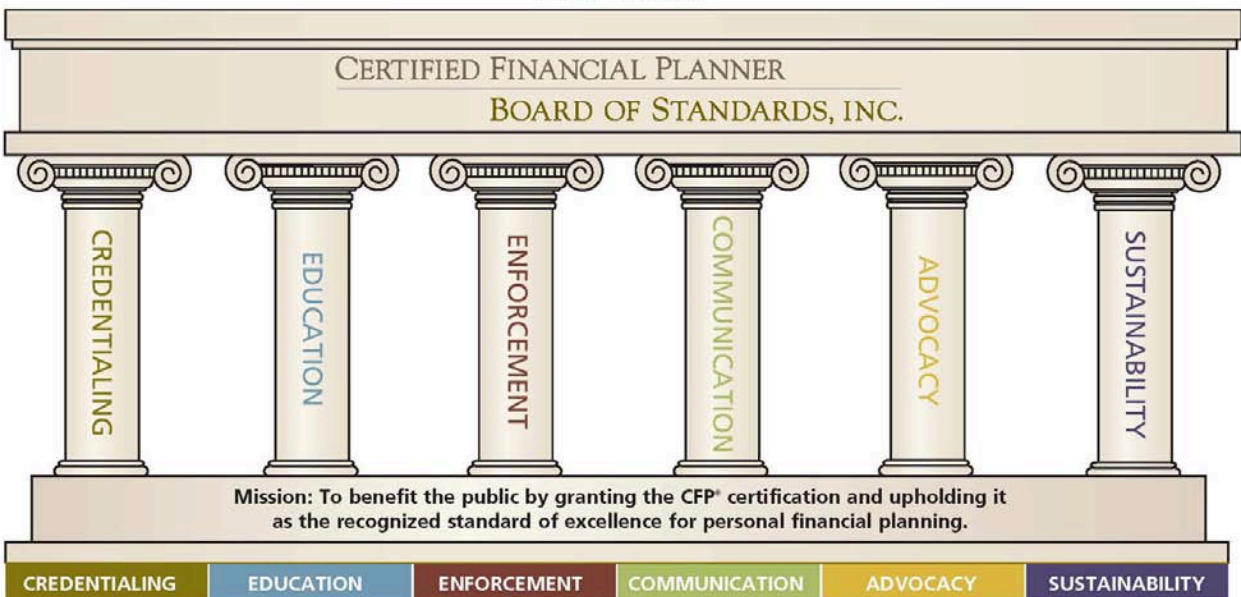 CERTIFIED FINANCIAL PLANNER
BOARD OF STANDARDS, INC.
CREDENTIALING
EDUCATION
ENFORCEMENT
COMMUNICATION
ADVOCACY
SUSTAINABILITY
Mission: To benefit the public by granting the CFP® certification and upholding it
as the recognized standard of excellence for personal financial planning.
CREDENTIALING EDUCATION ENFORCEMENT COMMUNICATION ADVOCACY SUSTAINABILITY